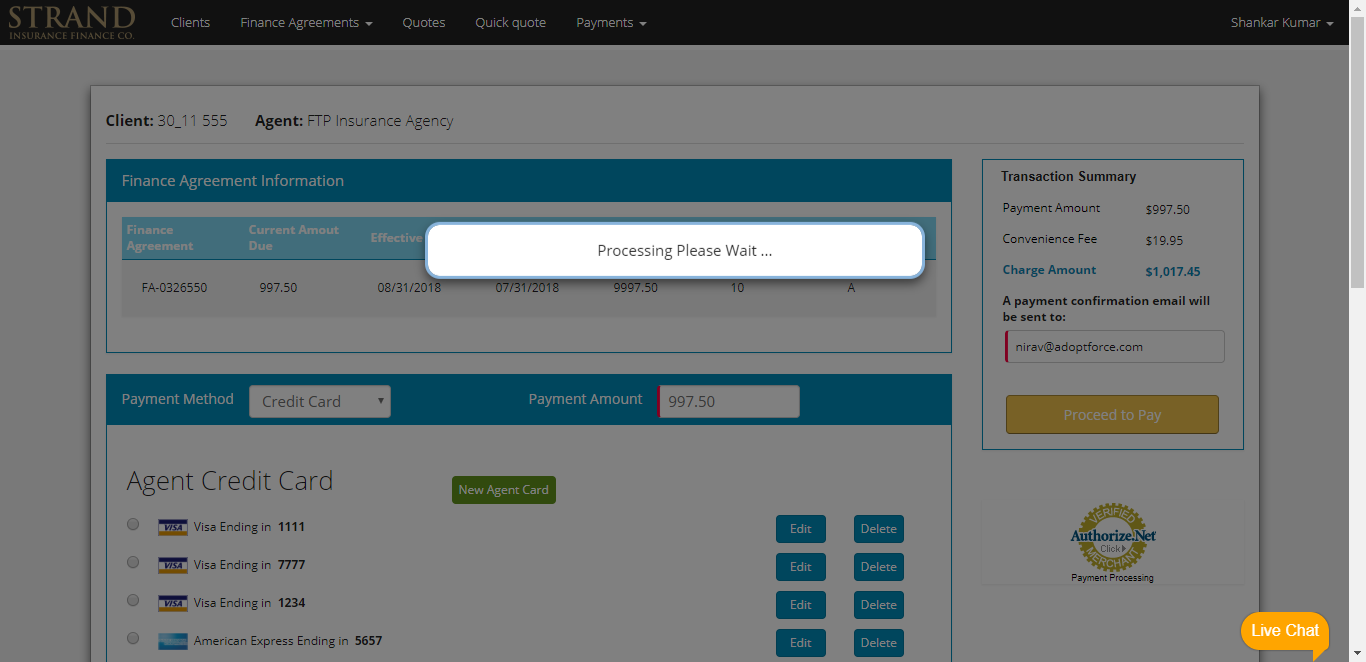 STRAND
INSURANCE FINANCE CO.
Clients
Finance Agreements
Quotes
Quick quote
Payments
Shankar Kumar
Client: 30_11 555
Agent: FTP Insurance Agency
Finance Agreement Information
Finance Agreement
Current Amout Due
Effective
Processing Please Wait ...
FA-0326550
997.50
08/31/2018
07/31/2018
9997.50
10
A
Payment Method
Credit Card
Payment Amount
997.50
Agent Credit Card
New Agent Card
VISA Visa Ending in 1111
Edit
Delete
VISA Visa Ending in 7777
Edit
Delete
VISA Visa Ending in 1234
Edit
Delete
American Express Ending in 5657
Edit
Delete
Transaction Summary
Payment Amount $997.50
Convenience Fee $19.95
Charge Amount $1,017.45
A payment confirmation email will
be sent to:
nirav@adoptforce.com
Proceed to Pay
VERIFIED
Authorize.Net
Click
MERCHANT
Payment Processing
Live Chat